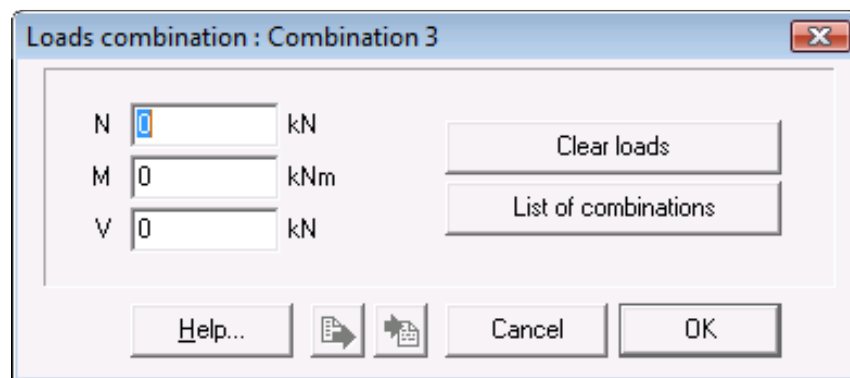 Loads combination : Combination 3
N 0 kN
Clear loads
M 0 kNm
List of combinations
V 0 kN
Help... Cancel OK